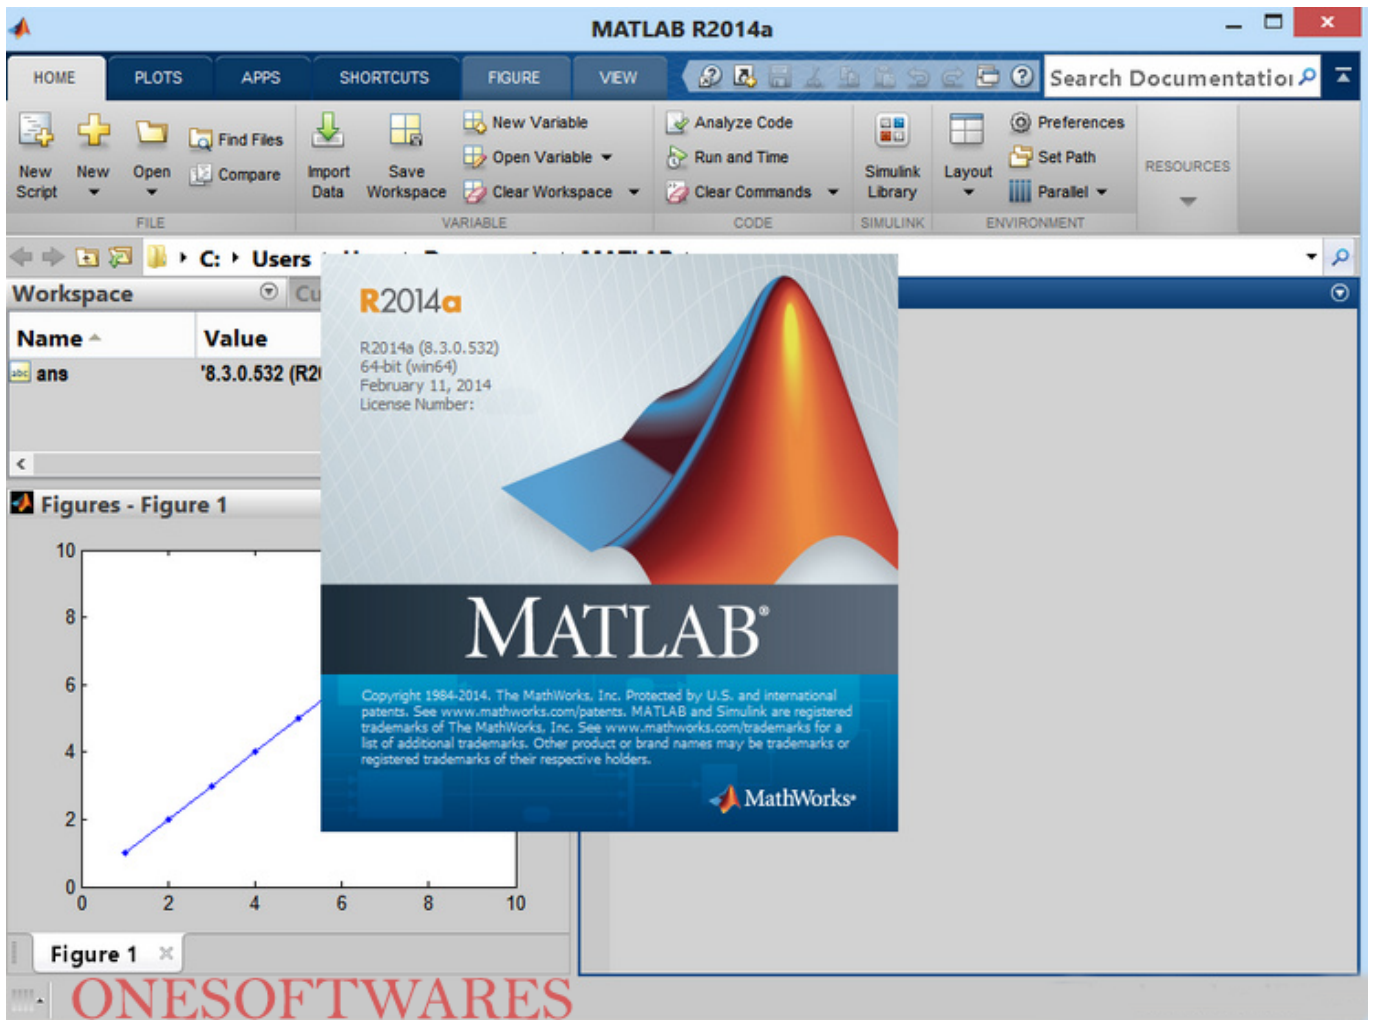 MATLAB R2014a
HOME PLOTS APPS SHORTCUTS FIGURE VIEW Search Documentation
New Script
New
Open
Find Files
Compare
FILE
Import Data
Save Workspace
New Variable
Open Variable
Clear Workspace
VARIABLE
Analyze Code
Run and Time
Clear Commands
CODE
Simulink Library
SIMULINK
Layout
Preferences
Set Path
Parallel
ENVIRONMENT
RESOURCES
C: Users
Workspace
Name Value
abc ans '8.3.0.532 (R20
R2014a
R2014a (8.3.0.532)
64-bit (win64)
February 11, 2014
License Number:
MATLAB®
Copyright 1984-2014. The MathWorks, Inc. Protected by U.S. and international
patents. See www.mathworks.com/patents. MATLAB and Simulink are registered
trademarks of The MathWorks, Inc. See www.mathworks.com/trademarks for a
list of additional trademarks. Other product or brand names may be trademarks or
registered trademarks of their respective holders.
MathWorks®
Figures - Figure 1
10
8
6
4
2
0
0 2 4 6 8 10
Figure 1
ONESOFTWARES